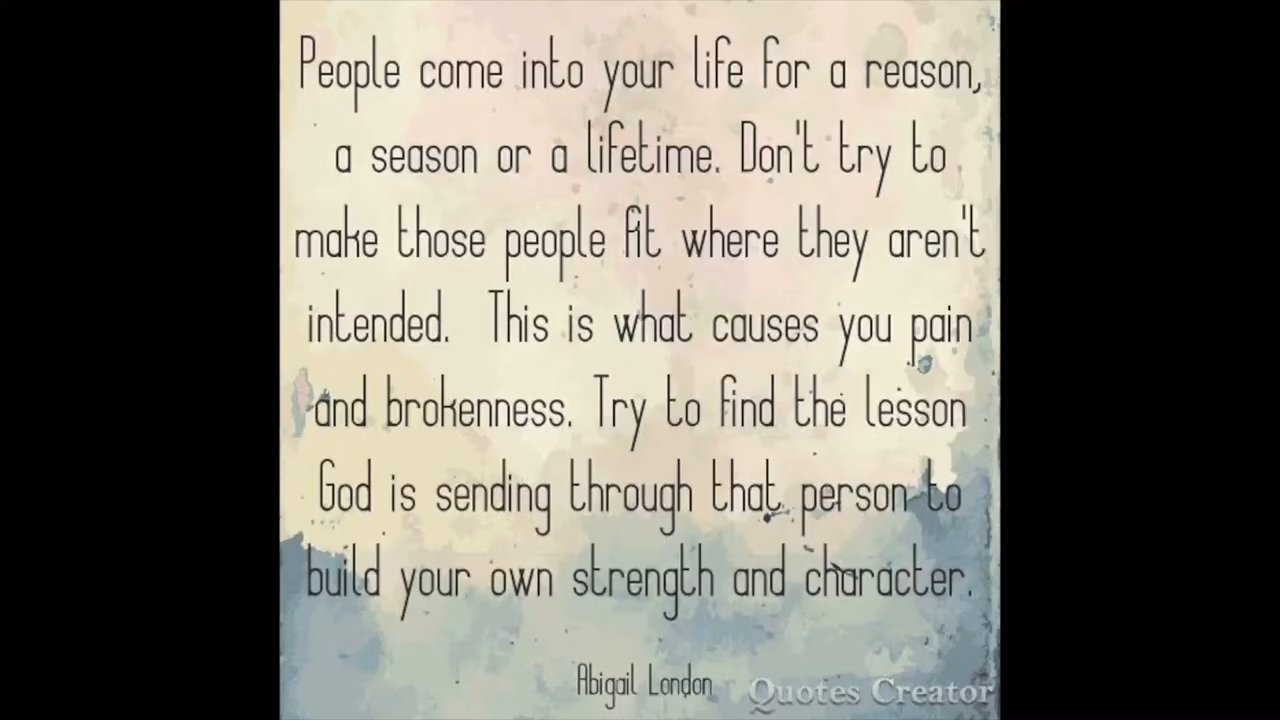 People come into your life for a reason,
a season or a lifetime. Don't try to
make those people fit where they aren't
intended.  This is what causes you pain
and brokenness. Try to find the lesson
God is sending through that person to
build your own strength and character.
Abigail London
Quotes Creator